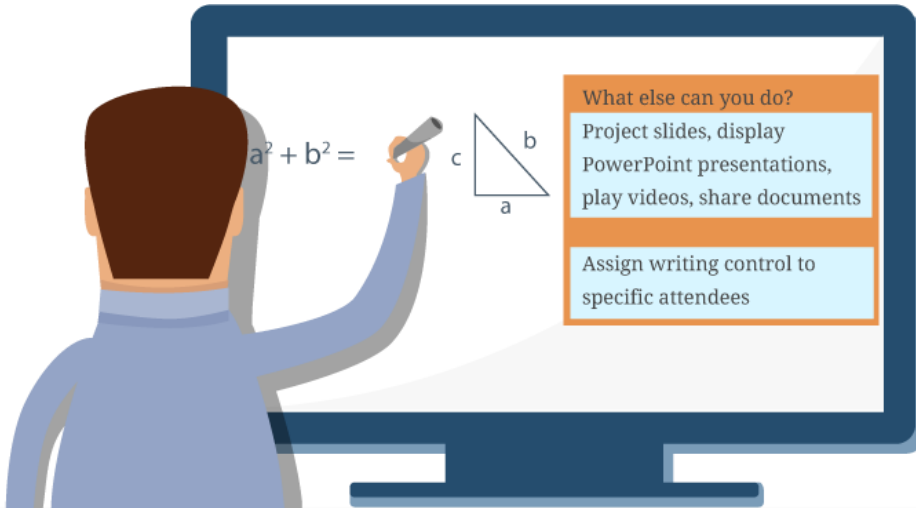 a² + b² =
c
b
a
What else can you do?
Project slides, display
PowerPoint presentations,
play videos, share documents
Assign writing control to
specific attendees